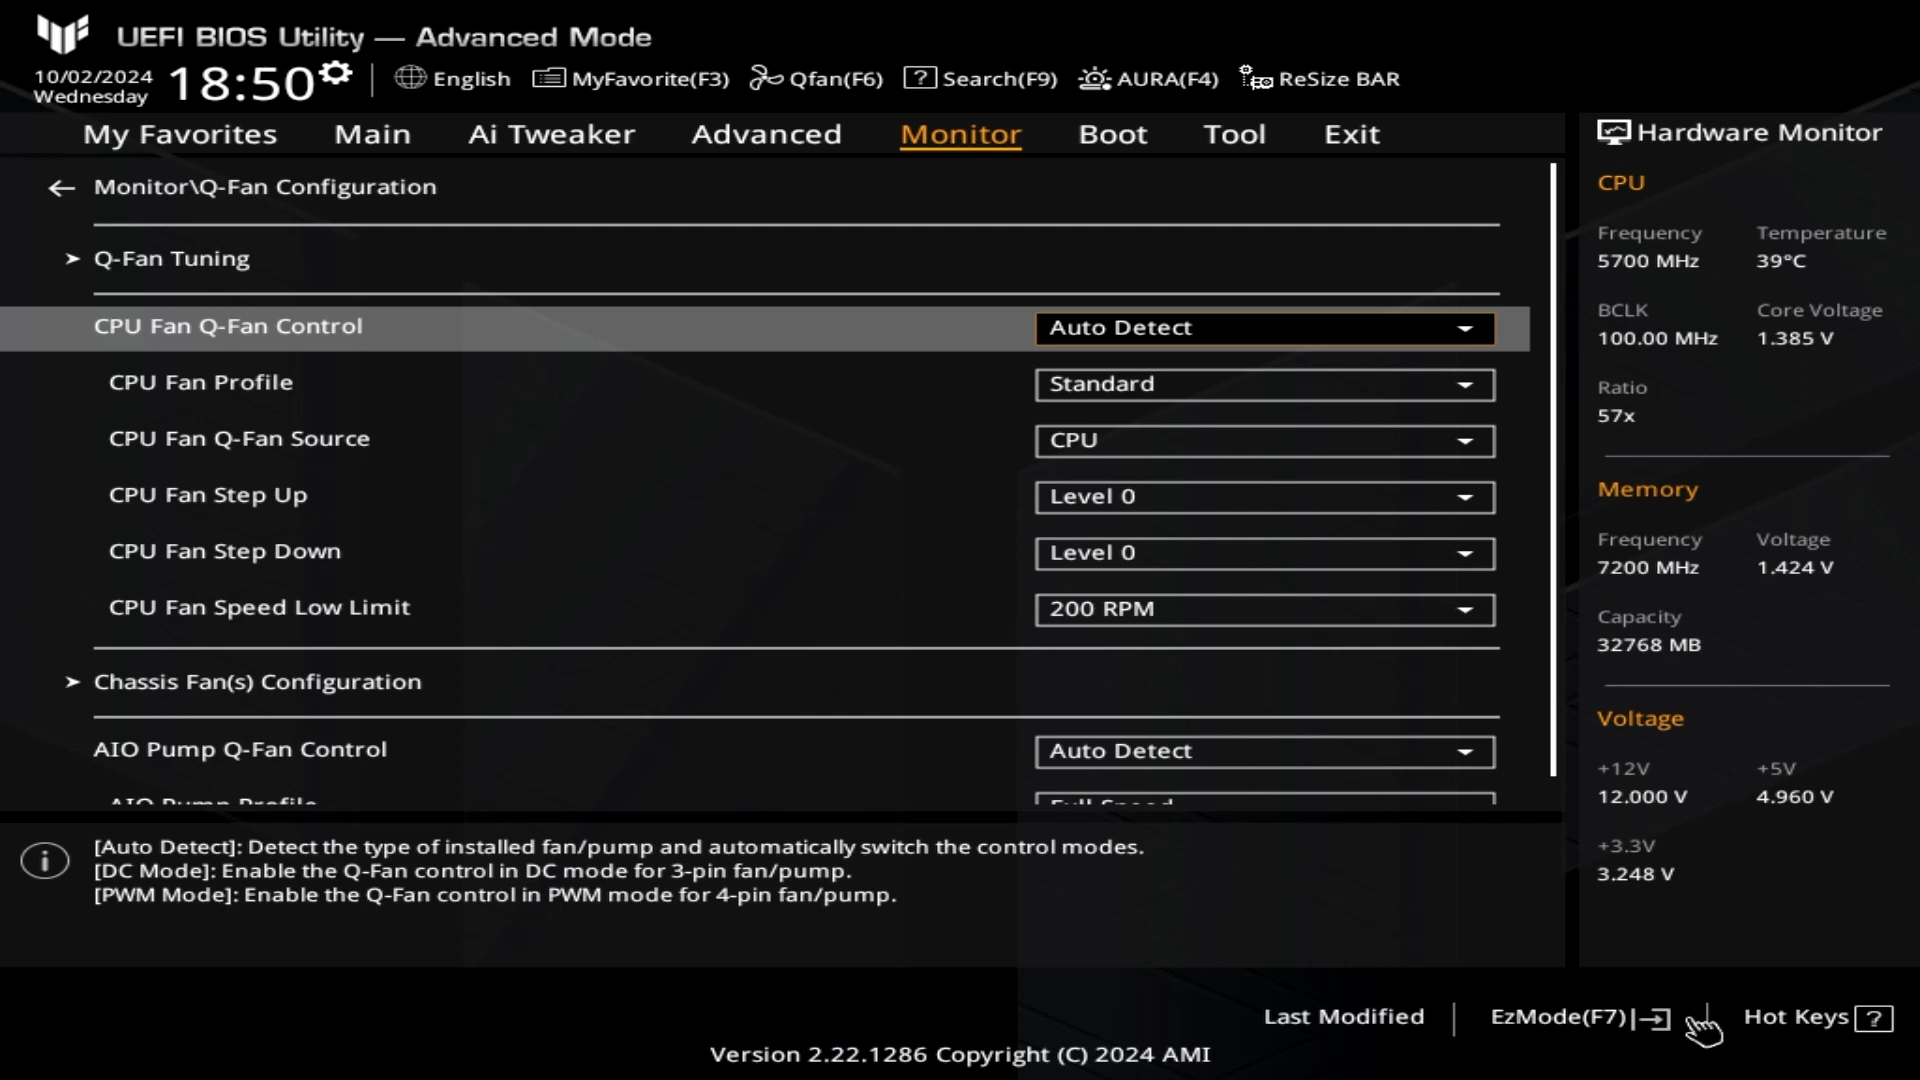 UEFI BIOS Utility — Advanced Mode
10/02/2024
Wednesday
18:50
English
MyFavorite(F3)
Qfan(F6)
? Search(F9)
AURA(F4)
ReSize BAR
My Favorites
Main
Ai Tweaker
Advanced
Monitor
Boot
Tool
Exit
Monitor\Q-Fan Configuration
Q-Fan Tuning
CPU Fan Q-Fan Control Auto Detect
CPU Fan Profile Standard
CPU Fan Q-Fan Source CPU
CPU Fan Step Up Level 0
CPU Fan Step Down Level 0
CPU Fan Speed Low Limit 200 RPM
Chassis Fan(s) Configuration
AIO Pump Q-Fan Control Auto Detect
AIO Pump Profile Full Speed
[Auto Detect]: Detect the type of installed fan/pump and automatically switch the control modes.
[DC Mode]: Enable the Q-Fan control in DC mode for 3-pin fan/pump.
[PWM Mode]: Enable the Q-Fan control in PWM mode for 4-pin fan/pump.
Hardware Monitor
CPU
Frequency Temperature
5700 MHz 39°C
BCLK Core Voltage
100.00 MHz 1.385 V
Ratio
57x
Memory
Frequency Voltage
7200 MHz 1.424 V
Capacity
32768 MB
Voltage
+12V +5V
12.000 V 4.960 V
+3.3V
3.248 V
Last Modified
EzMode(F7)
Hot Keys ?
Version 2.22.1286 Copyright (C) 2024 AMI